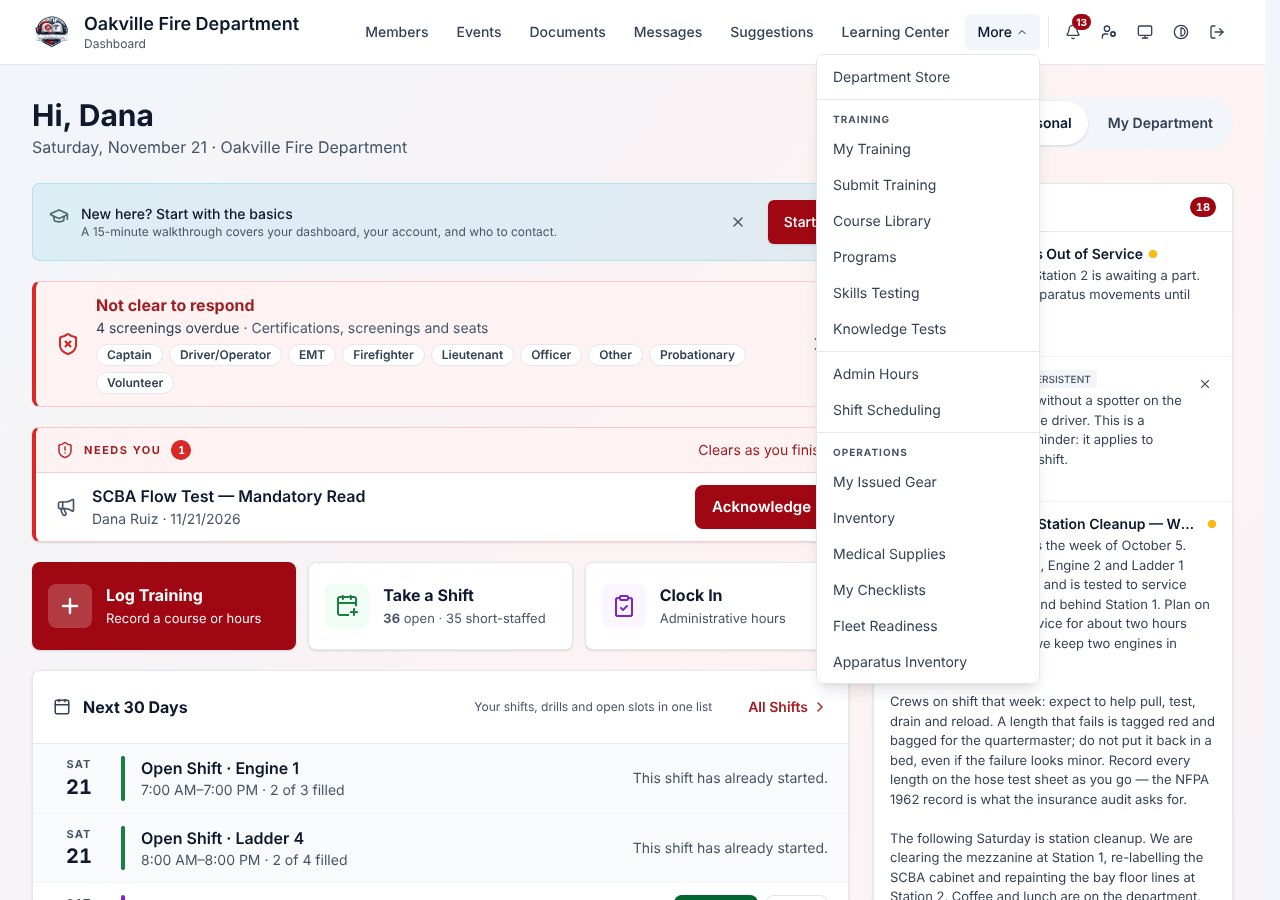 Oakville Fire Department
Dashboard
Members
Events
Documents
Messages
Suggestions
Learning Center
More
13
Hi, Dana
Saturday, November 21 · Oakville Fire Department
My Department
New here? Start with the basics
A 15-minute walkthrough covers your dashboard, your account, and who to contact.
Start
Not clear to respond
4 screenings overdue · Certifications, screenings and seats
Captain
Driver/Operator
EMT
Firefighter
Lieutenant
Officer
Other
Probationary
Volunteer
NEEDS YOU
1
Clears as you
SCBA Flow Test — Mandatory Read
Dana Ruiz · 11/21/2026
Acknowledge
Log Training
Record a course or hours
Take a Shift
36 open · 35 short-staffed
Clock In
Administrative hours
Next 30 Days
Your shifts, drills and open slots in one list
All Shifts
SAT
21
Open Shift · Engine 1
7:00 AM–7:00 PM · 2 of 3 filled
This shift has already started.
SAT
21
Open Shift · Ladder 4
8:00 AM–8:00 PM · 2 of 4 filled
This shift has already started.
Department Store
TRAINING
My Training
Submit Training
Course Library
Programs
Skills Testing
Knowledge Tests
Admin Hours
Shift Scheduling
OPERATIONS
My Issued Gear
Inventory
Medical Supplies
My Checklists
Fleet Readiness
Apparatus Inventory
18
Out of Service
Station 2 is awaiting a part.
apparatus movements until
without a spotter on the
driver. This is a
it applies to
shift.
Station Cleanup — W...
the week of October 5.
, Engine 2 and Ladder 1
and is tested to service
behind Station 1. Plan on
for about two hours
keep two engines in
Crews on shift that week: expect to help pull, test,
drain and reload. A length that fails is tagged red and
bagged for the quartermaster; do not put it back in a
bed, even if the failure looks minor. Record every
length on the hose test sheet as you go — the NFPA
1962 record is what the insurance audit asks for.
The following Saturday is station cleanup. We are
clearing the mezzanine at Station 1, re-labelling the
SCBA cabinet and repainting the bay floor lines at
Station 2. Coffee and lunch are on the department.